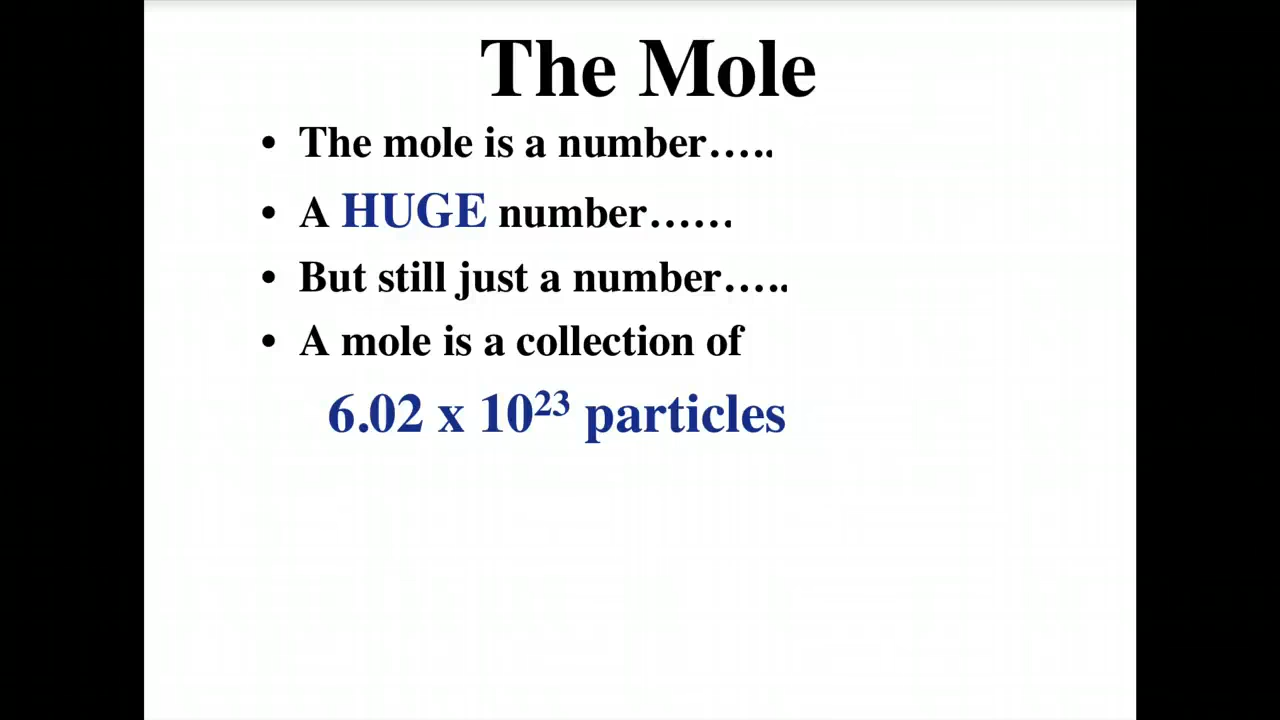 The Mole
• The mole is a number…..
• A HUGE number……
• But still just a number…..
• A mole is a collection of
6.02 x 10²³ particles